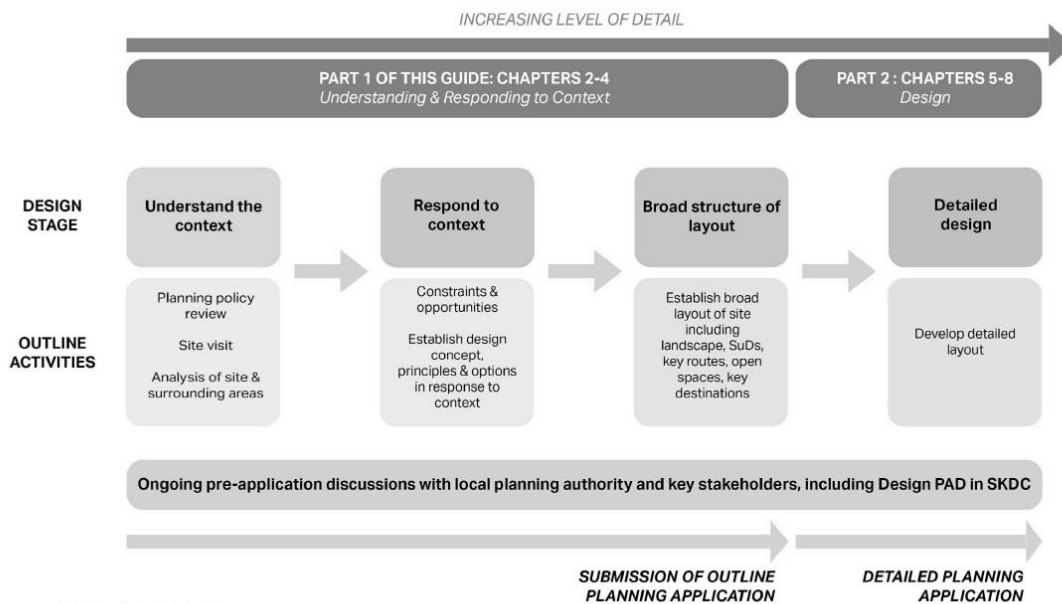 INCREASING LEVEL OF DETAIL
PART 1 OF THIS GUIDE: CHAPTERS 2-4
Understanding & Responding to Context
PART 2 : CHAPTERS 5-8
Design
DESIGN
STAGE
Understand the
context
Respond to
context
Broad structure of
layout
Detailed
design
OUTLINE
ACTIVITIES
Planning policy
review
Site visit
Analysis of site &
surrounding areas
Constraints &
opportunities
Establish design
concept,
principles & options
in response to
context
Establish broad
layout of site
including
landscape, SuDs,
key routes, open
spaces, key
destinations
Develop detailed
layout
Ongoing pre-application discussions with local planning authority and key stakeholders, including Design PAD in SKDC
SUBMISSION OF OUTLINE
PLANNING APPLICATION
DETAILED PLANNING
APPLICATION